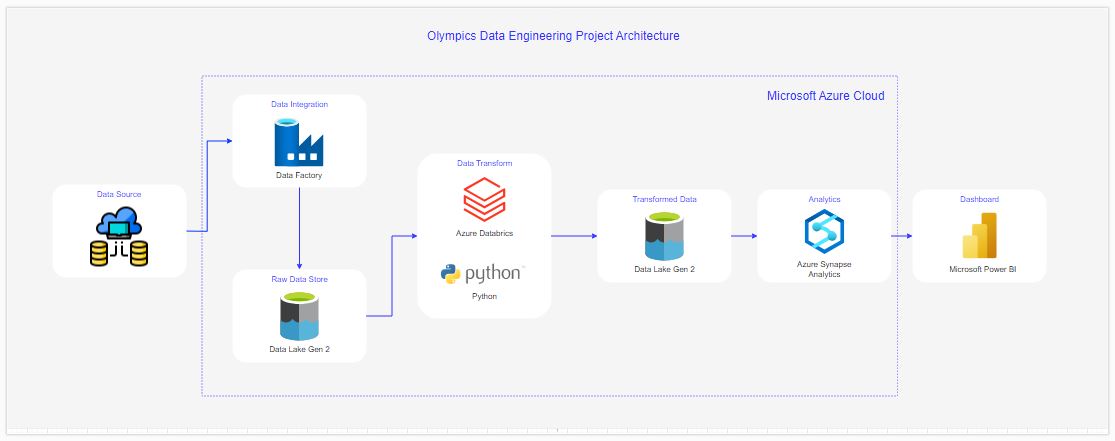 Olympics Data Engineering Project Architecture
Microsoft Azure Cloud
Data Source
Data Integration
Data Factory
Raw Data Store
Data Lake Gen 2
Data Transform
Azure Databrics
python
Python
Transformed Data
Data Lake Gen 2
Analytics
Azure Synapse
Analytics
Dashboard
Microsoft Power BI